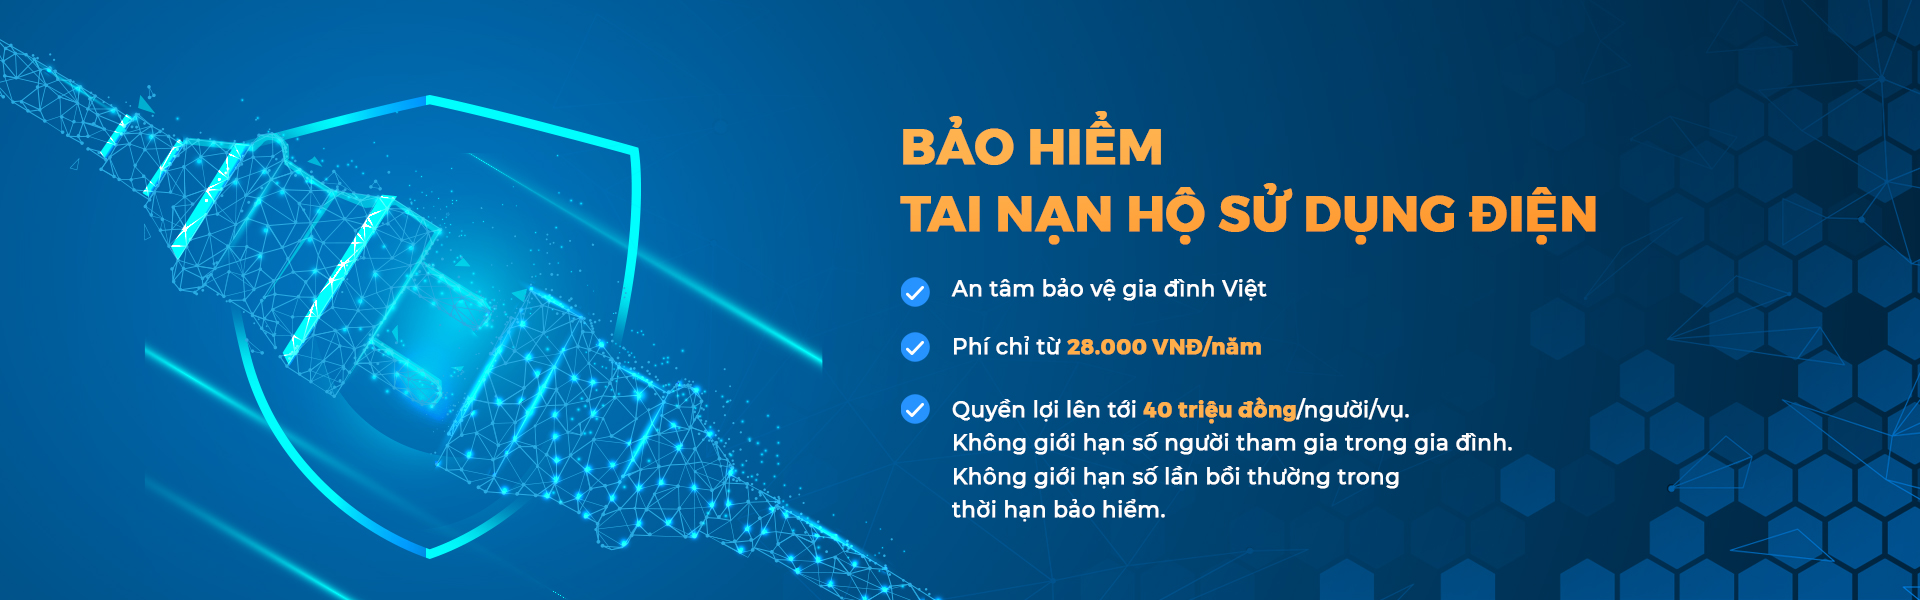 BẢO HIỂM
TAI NẠN HỘ SỬ DỤNG ĐIỆN
An tâm bảo vệ gia đình Việt
Phí chỉ từ 28.000 VNĐ/năm
Quyền lợi lên tới 40 triệu đồng/người/vụ.
Không giới hạn số người tham gia trong gia đình.
Không giới hạn số lần bồi thường trong
thời hạn bảo hiểm.